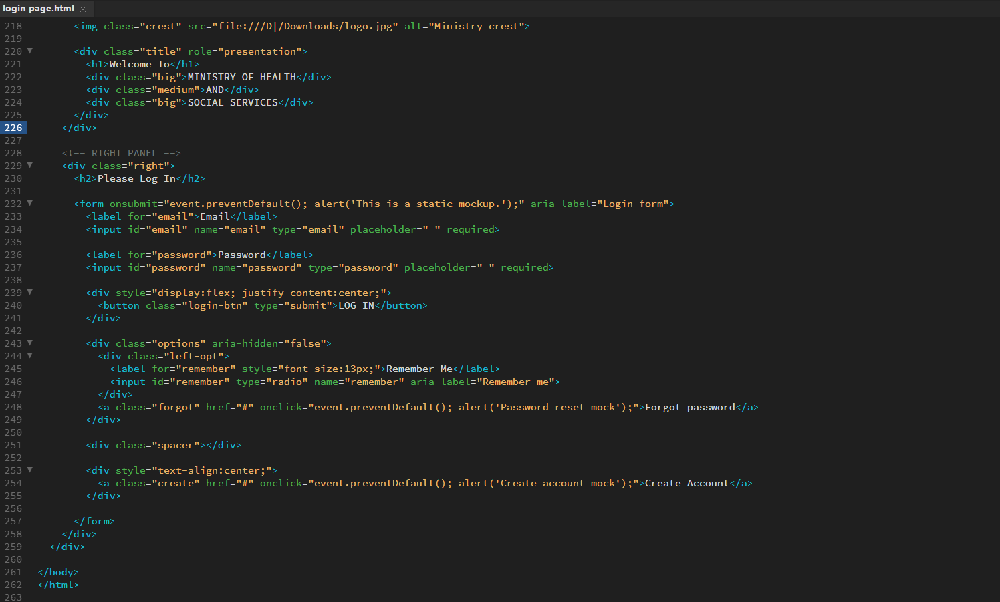 login page.html ×
218 <img class="crest" src="file:///D|/Downloads/logo.jpg" alt="Ministry crest">
219
220 <div class="title" role="presentation">
221 <h1>Welcome To</h1>
222 <div class="big">MINISTRY OF HEALTH</div>
223 <div class="medium">AND</div>
224 <div class="big">SOCIAL SERVICES</div>
225 </div>
226 </div>
227
228 <!-- RIGHT PANEL -->
229 <div class="right">
230 <h2>Please Log In</h2>
231
232 <form onsubmit="event.preventDefault(); alert('This is a static mockup.');" aria-label="Login form">
233 <label for="email">Email</label>
234 <input id="email" name="email" type="email" placeholder=" " required>
235
236 <label for="password">Password</label>
237 <input id="password" name="password" type="password" placeholder=" " required>
238
239 <div style="display:flex; justify-content:center;">
240 <button class="login-btn" type="submit">LOG IN</button>
241 </div>
242
243 <div class="options" aria-hidden="false">
244 <div class="left-opt">
245 <label for="remember" style="font-size:13px;">Remember Me</label>
246 <input id="remember" type="radio" name="remember" aria-label="Remember me">
247 </div>
248 <a class="forgot" href="#" onclick="event.preventDefault(); alert('Password reset mock');">Forgot password</a>
249 </div>
250
251 <div class="spacer"></div>
252
253 <div style="text-align:center;">
254 <a class="create" href="#" onclick="event.preventDefault(); alert('Create account mock');">Create Account</a>
255 </div>
256
257 </form>
258 </div>
259 </div>
260
261 </body>
262 </html>
263